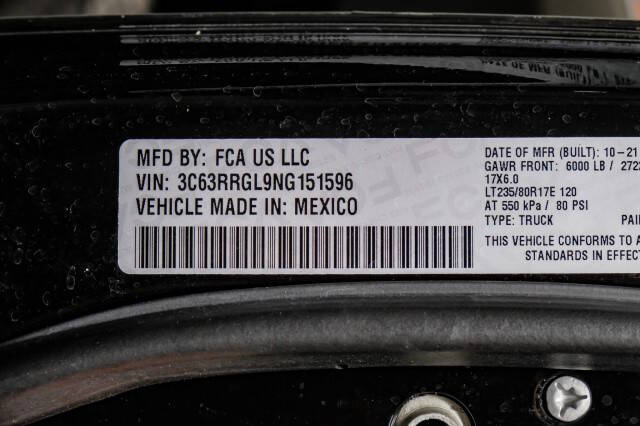 MFD BY: FCA US LLC
VIN: 3C63RRGL9NG151596
VEHICLE MADE IN: MEXICO
DATE OF MFR (BUILT): 10-21
GAWR FRONT: 6000 LB / 272
17X6.0
LT235/80R17E 120
AT 550 kPa / 80 PSI
TYPE: TRUCK PAI
THIS VEHICLE CONFORMS TO A
STANDARDS IN EFFECT